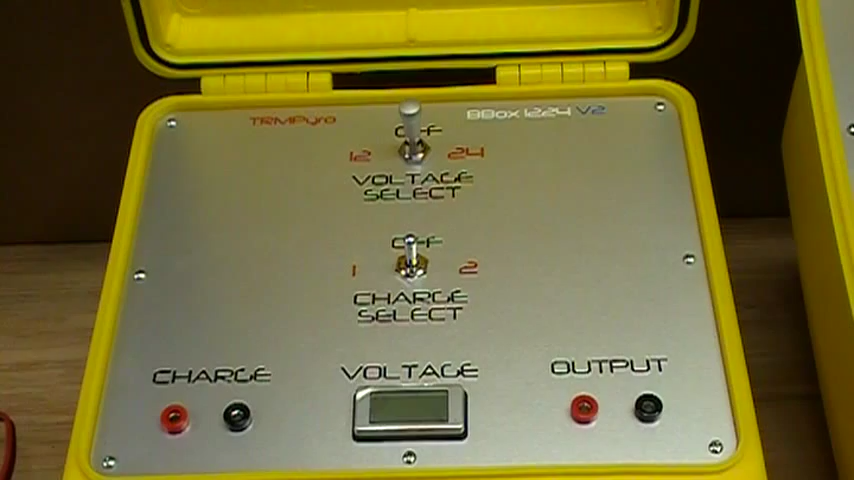 TRMPyro
BBox 1224 V2
OFF
12 24
VOLTAGE
SELECT
OFF
1 2
CHARGE
SELECT
CHARGE
VOLTAGE
OUTPUT